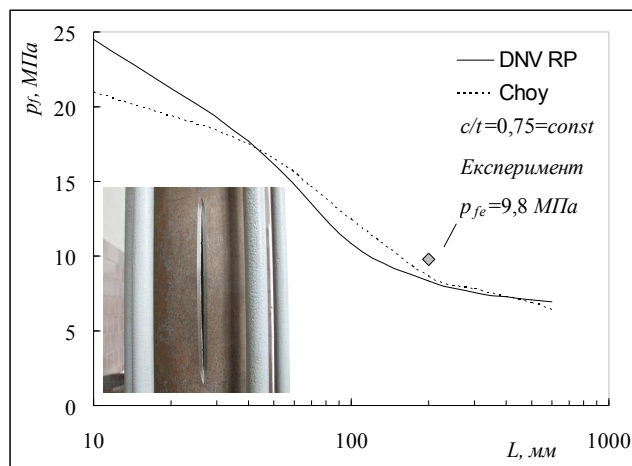 p_f, МПа
25
20
15
10
5
0
DNV RP
Choy
c/t=0,75=const
Експеримент
p_fe=9,8 МПа
10
100
1000
L, мм